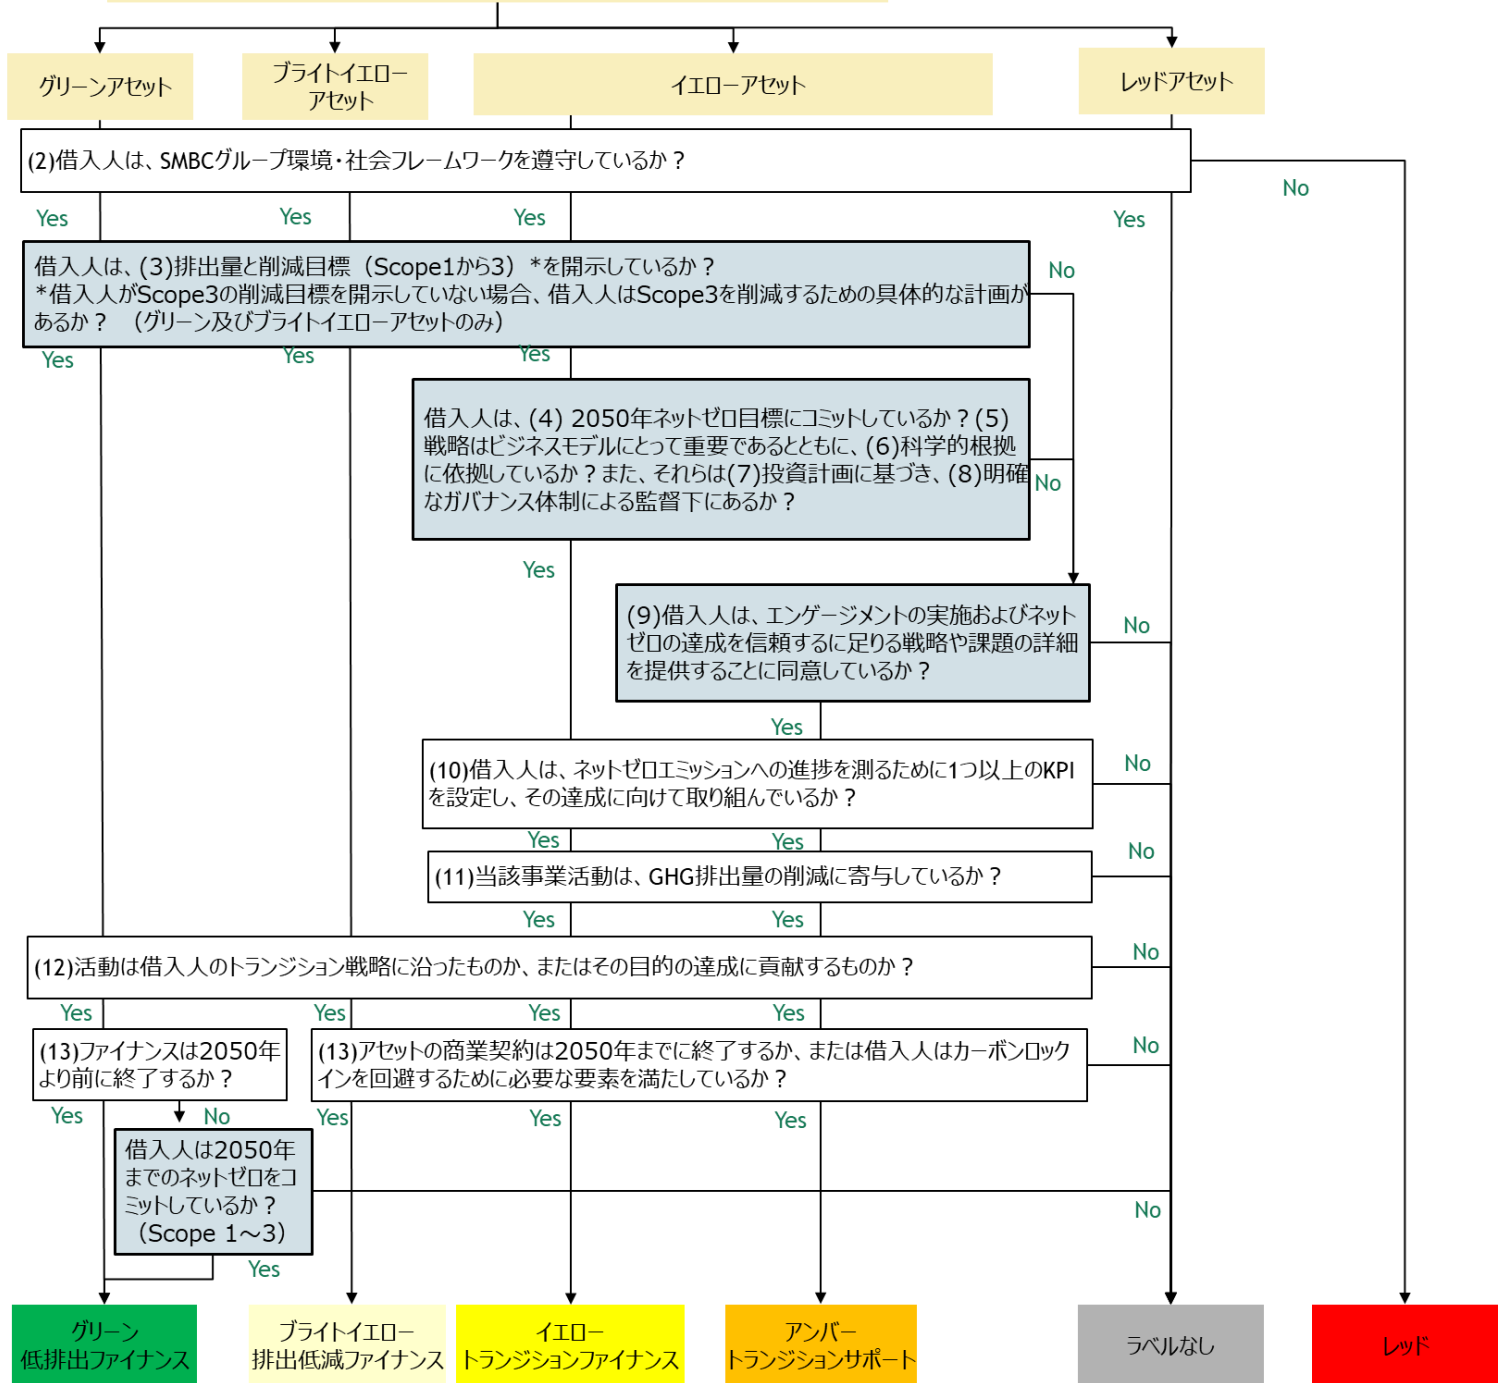 グリーンアセット
ブライトイエロー
アセット
イエローアセット
レッドアセット
(2)借入人は、SMBCグループ環境・社会フレームワークを遵守しているか？
No
Yes
Yes
Yes
Yes
借入人は、(3)排出量と削減目標（Scope1から3）*を開示しているか？
*借入人がScope3の削減目標を開示していない場合、借入人はScope3を削減するための具体的な計画が
あるか？　（グリーン及びブライトイエローアセットのみ）
No
Yes
Yes
Yes
借入人は、(4) 2050年ネットゼロ目標にコミットしているか？(5)
戦略はビジネスモデルにとって重要であるとともに、(6)科学的根拠
に依拠しているか？また、それらは(7)投資計画に基づき、(8)明確
なガバナンス体制による監督下にあるか？
No
Yes
(9)借入人は、エンゲージメントの実施およびネット
ゼロの達成を信頼するに足りる戦略や課題の詳細
を提供することに同意しているか？
No
Yes
(10)借入人は、ネットゼロエミッションへの進捗を測るために1つ以上のKPI
を設定し、その達成に向けて取り組んでいるか？
No
Yes
Yes
(11)当該事業活動は、GHG排出量の削減に寄与しているか？
No
Yes
Yes
(12)活動は借入人のトランジション戦略に沿ったものか、またはその目的の達成に貢献するものか？
No
Yes
Yes
Yes
Yes
(13)ファイナンスは2050年
より前に終了するか？
(13)アセットの商業契約は2050年までに終了するか、または借入人はカーボンロック
インを回避するために必要な要素を満たしているか？
No
Yes
No
Yes
Yes
Yes
借入人は2050年
までのネットゼロをコ
ミットしているか？
（Scope 1～3）
No
Yes
グリーン
低排出ファイナンス
ブライトイエロー
排出低減ファイナンス
イエロー
トランジションファイナンス
アンバー
トランジションサポート
ラベルなし
レッド